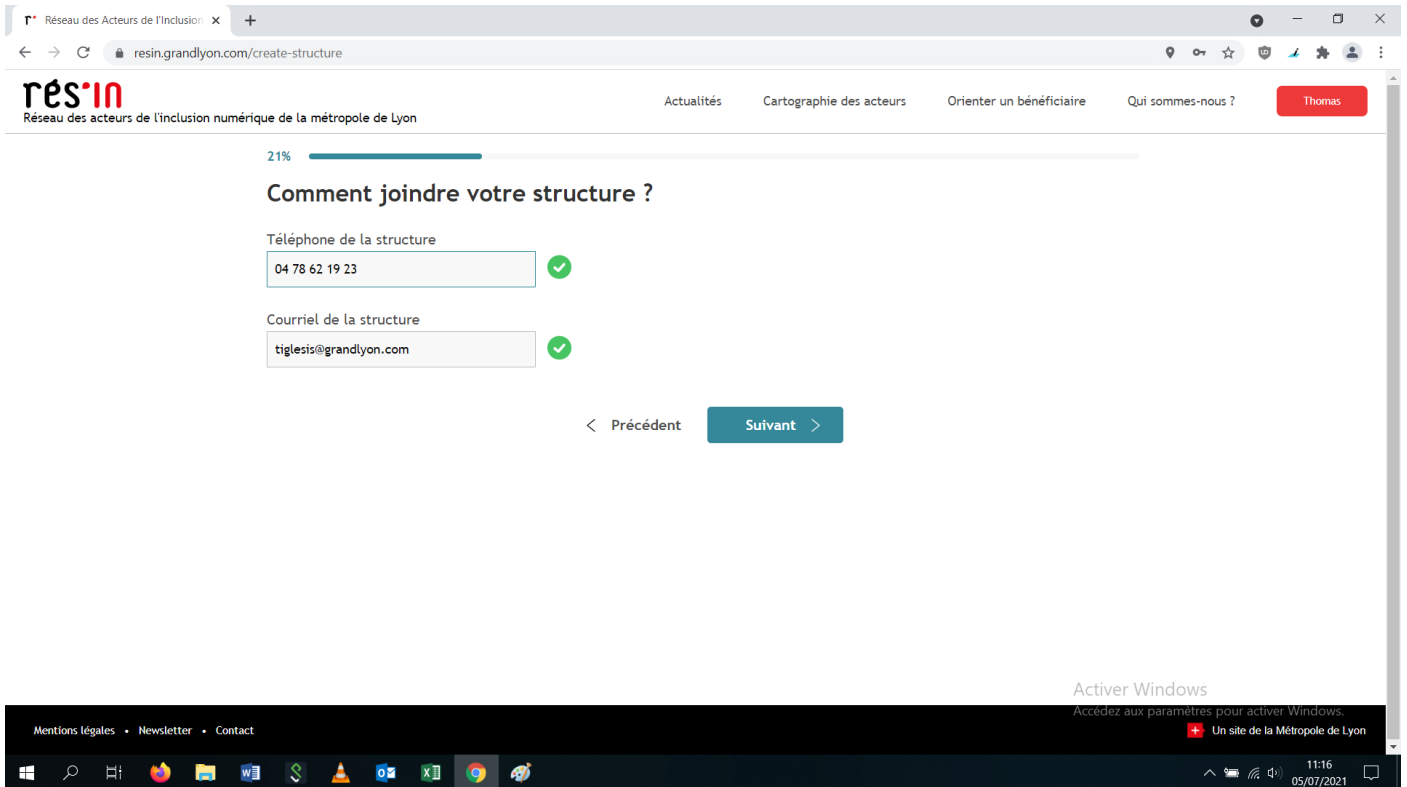 Réseau des Acteurs de l'Inclusion
resin.grandlyon.com/create-structure
rés'in
Réseau des acteurs de l'inclusion numérique de la métropole de Lyon
Actualités
Cartographie des acteurs
Orienter un bénéficiaire
Qui sommes-nous ?
Thomas
21%
Comment joindre votre structure ?
Téléphone de la structure
04 78 62 19 23
Courriel de la structure
tiglesis@grandlyon.com
Précédent
Suivant
Activer Windows
Accédez aux paramètres pour activer Windows.
Mentions légales • Newsletter • Contact
Un site de la Métropole de Lyon
11:16
05/07/2021